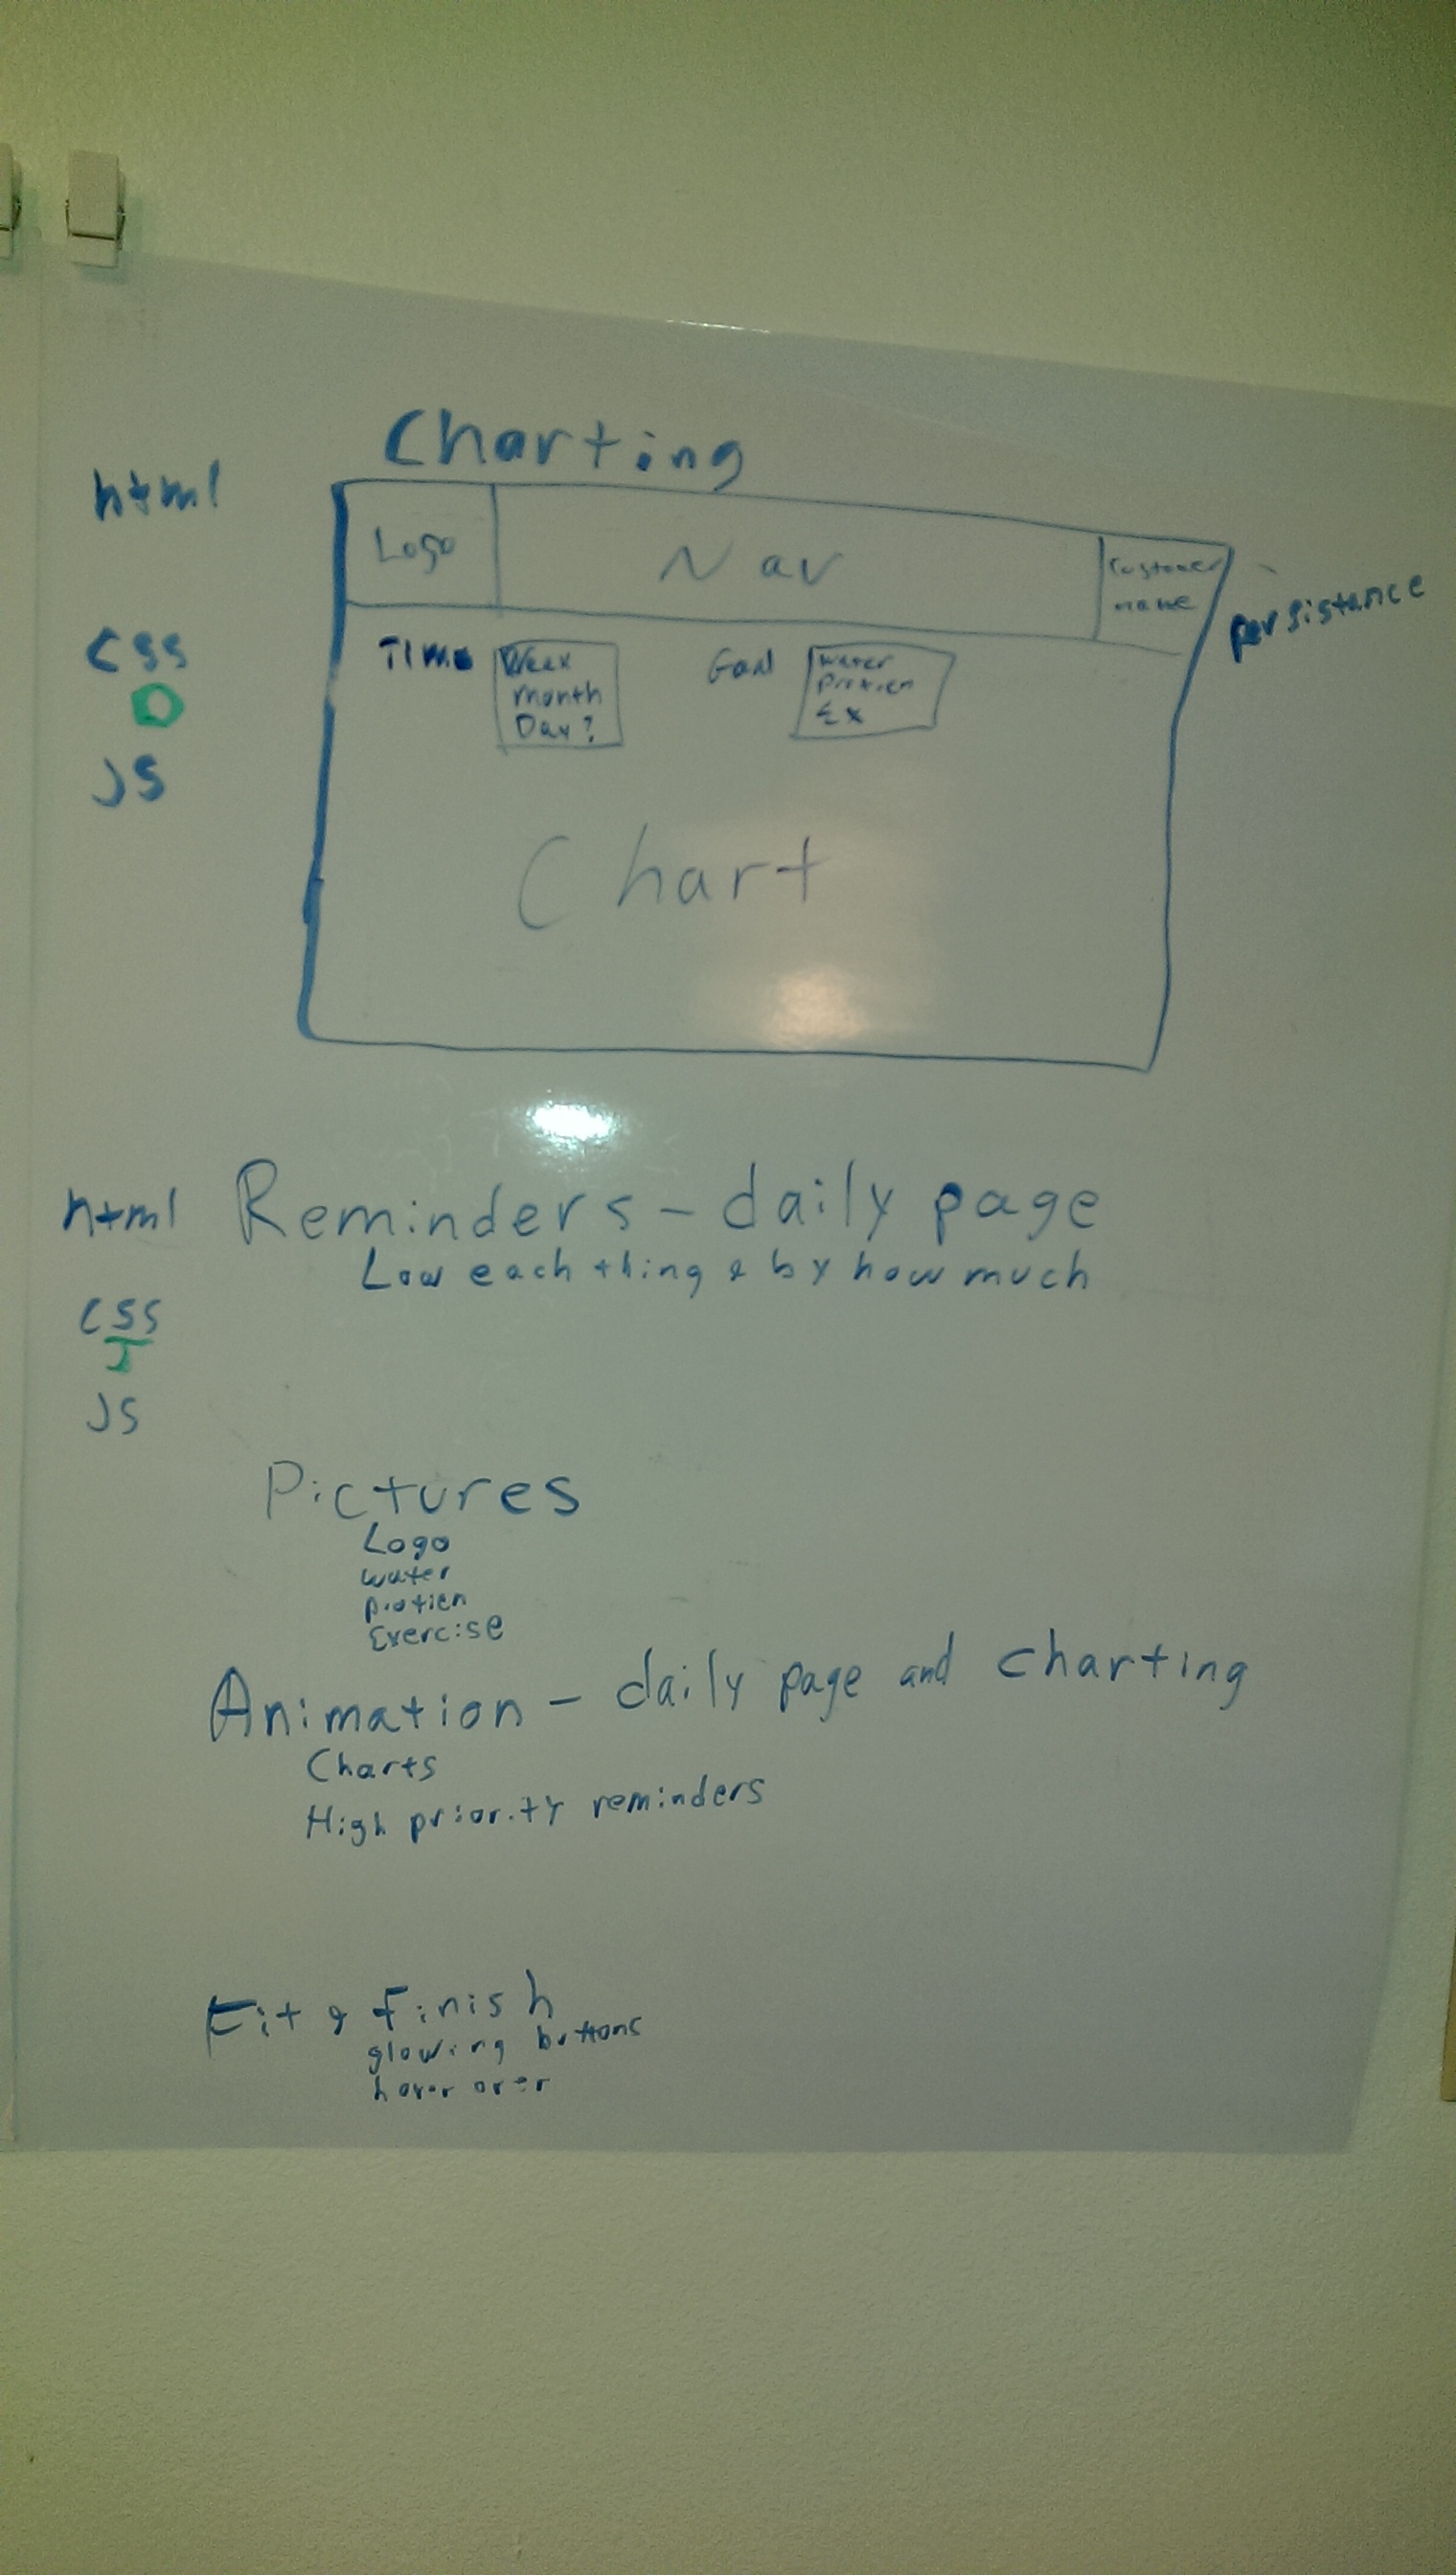 Charting
html
Logo
Nav
Customer
name
persistance
css
Time
Week
month
Day?
Goal
water
protien
Ex
JS
Chart
html
Reminders - daily page
Low each thing & by how much
css
JS
Pictures
Logo
water
protien
Exercise
Animation - daily page and charting
Charts
High priority reminders
Fit & Finish
glowing buttons
hover over